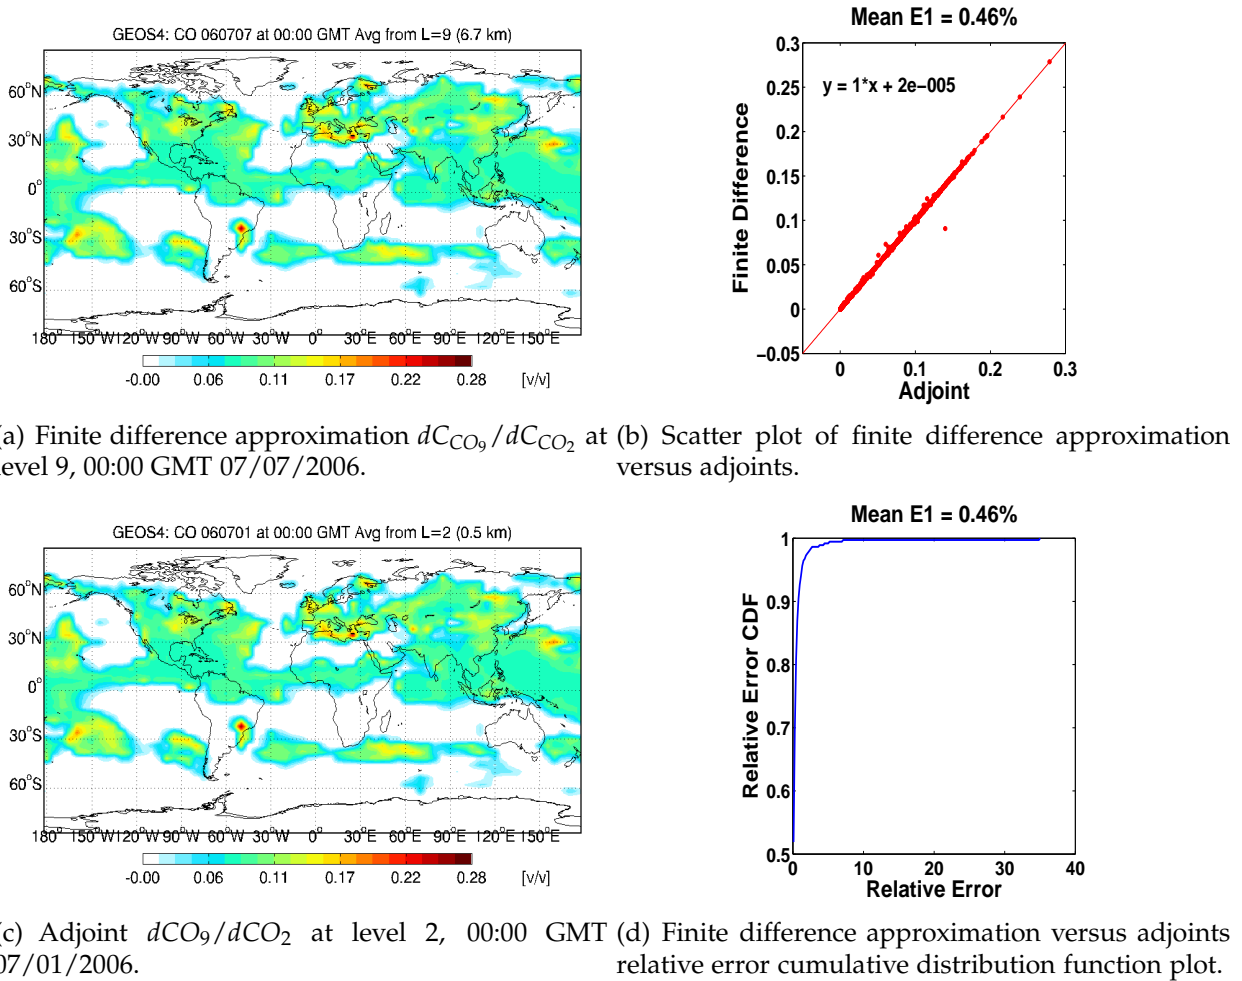 GEOS4: CO 060707 at 00:00 GMT Avg from L=9 (6.7 km)
60°N
30°N
0°
30°S
60°S
180° 150°W 120°W 90°W 60°W 30°W 0° 30°E 60°E 90°E 120°E 150°E
-0.00 0.06 0.11 0.17 0.22 0.28 [v/v]
Mean E1 = 0.46%
y = 1*x + 2e−005
Finite Difference
0.3
0.25
0.2
0.15
0.1
0.05
0
−0.05
0 0.1 0.2 0.3
Adjoint
(a) Finite difference approximation dC_{CO_9}/dC_{CO_2} at
level 9, 00:00 GMT 07/07/2006.
(b) Scatter plot of finite difference approximation
versus adjoints.
GEOS4: CO 060701 at 00:00 GMT Avg from L=2 (0.5 km)
60°N
30°N
0°
30°S
60°S
180° 150°W 120°W 90°W 60°W 30°W 0° 30°E 60°E 90°E 120°E 150°E
-0.00 0.06 0.11 0.17 0.22 0.28 [v/v]
Mean E1 = 0.46%
Relative Error CDF
1
0.9
0.8
0.7
0.6
0.5
0 10 20 30 40
Relative Error
(c) Adjoint dCO_9/dCO_2 at level 2, 00:00 GMT
07/01/2006.
(d) Finite difference approximation versus adjoints
relative error cumulative distribution function plot.